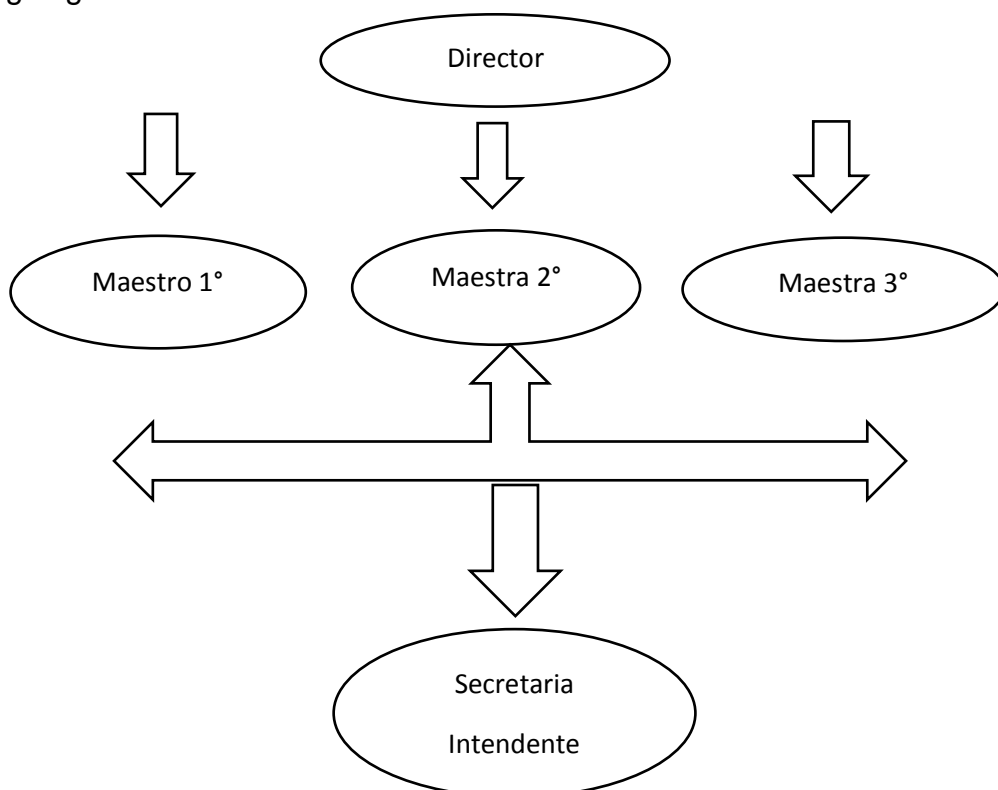 Director
Maestro 1°
Maestra 2°
Maestra 3°
Secretaria
Intendente